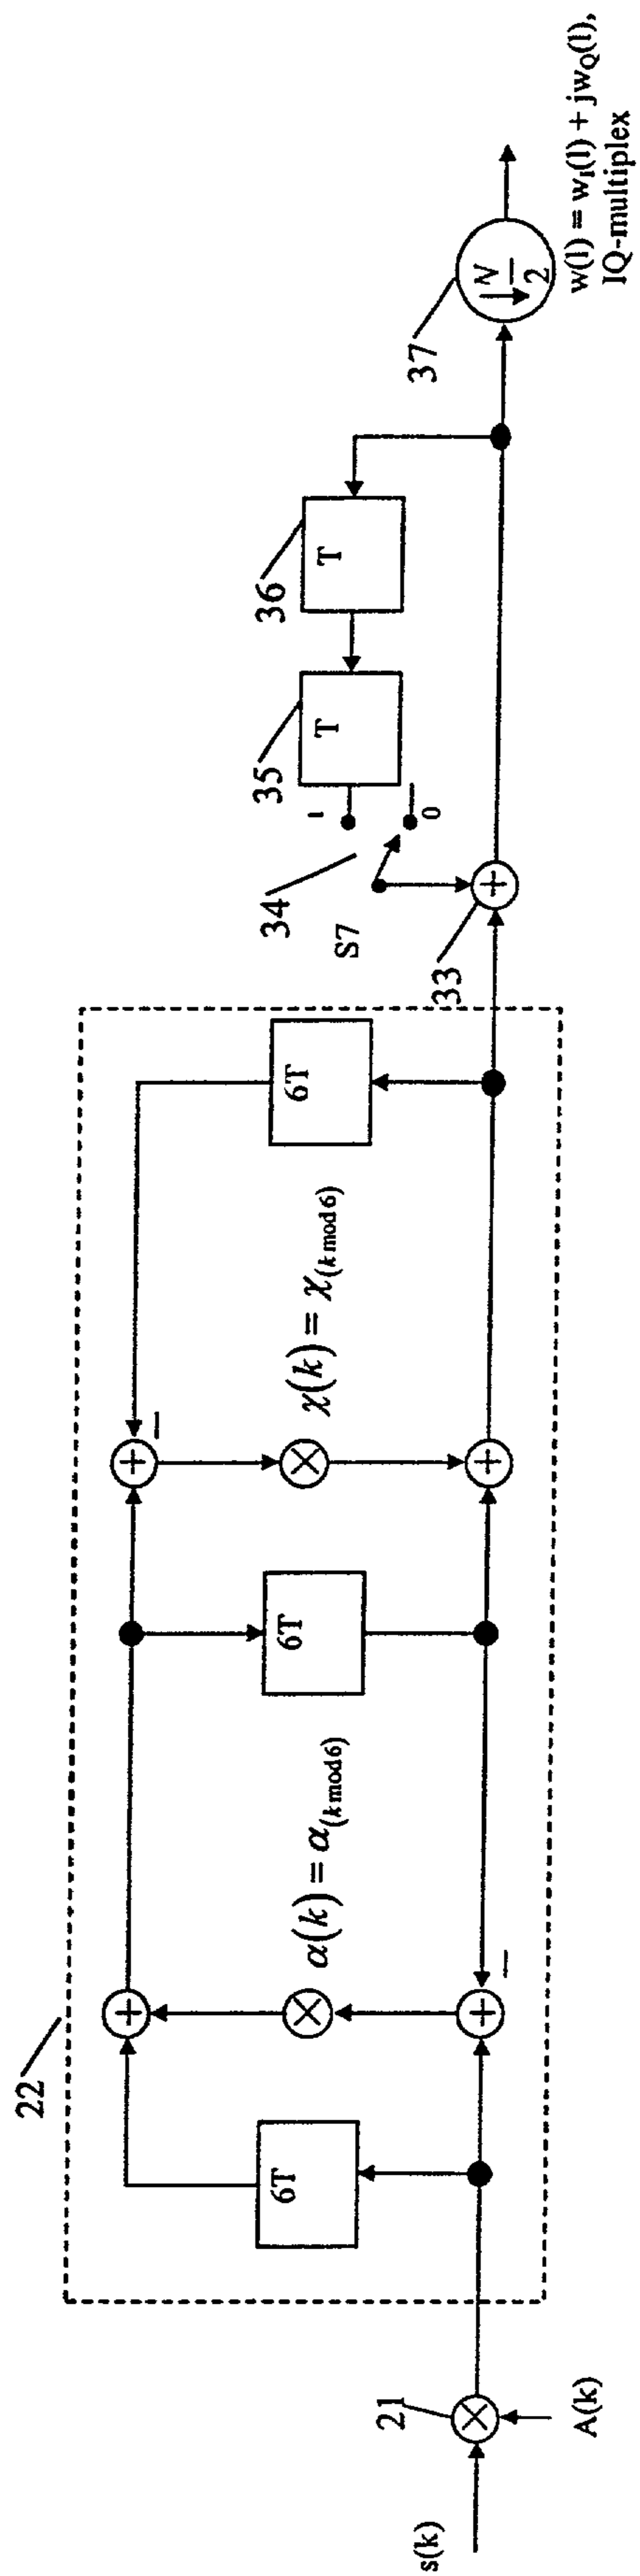 s(k)
A(k)
21
22
6T
α(k) = α(k mod 6)
−
6T
χ(k) = χ(k mod 6)
−
6T
33
S7
34
1
0
35
T
36
T
37
↓ N/2
w(l) = wI(l) + jwQ(l),
IQ-multiplex